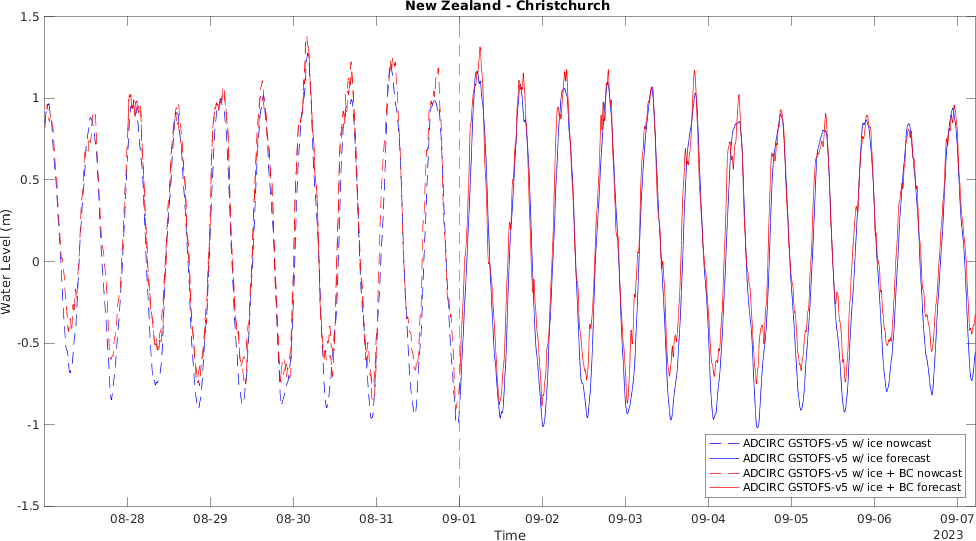 New Zealand - Christchurch
1.5
1
0.5
0
-0.5
-1
-1.5
Water Level (m)
ADCIRC GSTOFS-v5 w/ ice nowcast
ADCIRC GSTOFS-v5 w/ ice forecast
ADCIRC GSTOFS-v5 w/ ice + BC nowcast
ADCIRC GSTOFS-v5 w/ ice + BC forecast
08-28 08-29 08-30 08-31 09-01 09-02 09-03 09-04 09-05 09-06 09-07
Time 2023